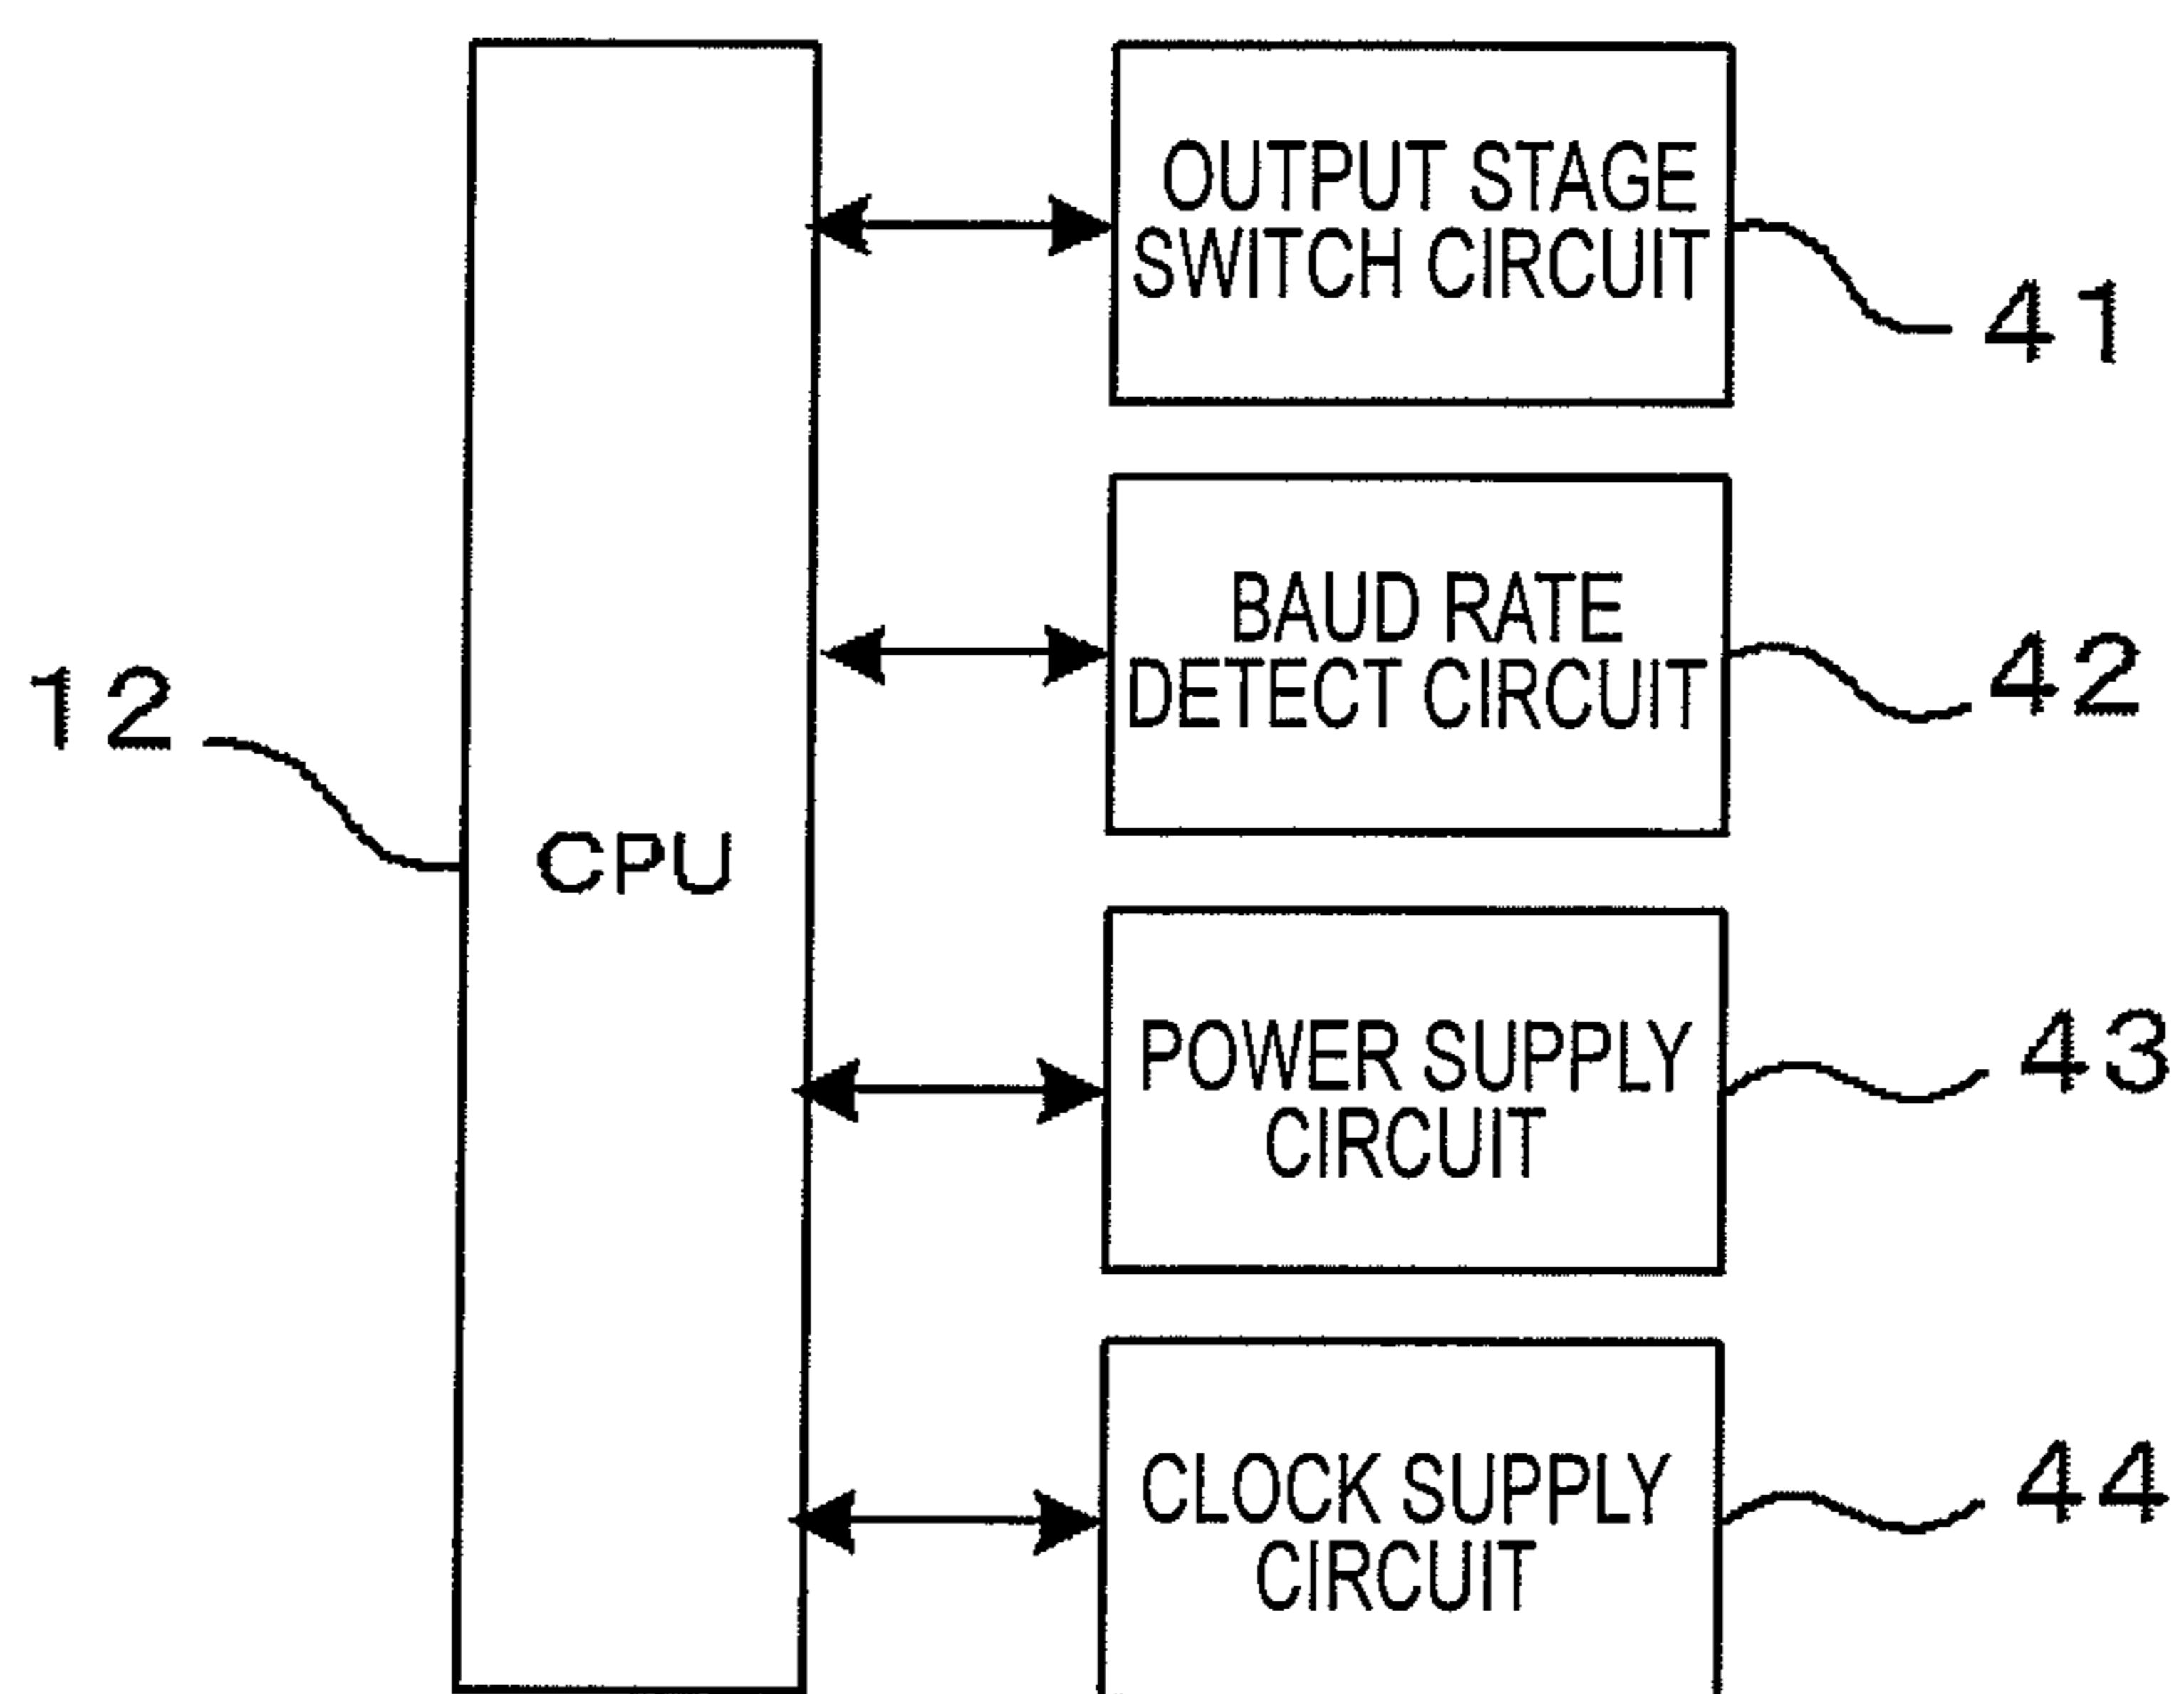 OUTPUT STAGE
SWITCH CIRCUIT
41
BAUD RATE
DETECT CIRCUIT
42
12
CPU
POWER SUPPLY
CIRCUIT
43
CLOCK SUPPLY
CIRCUIT
44